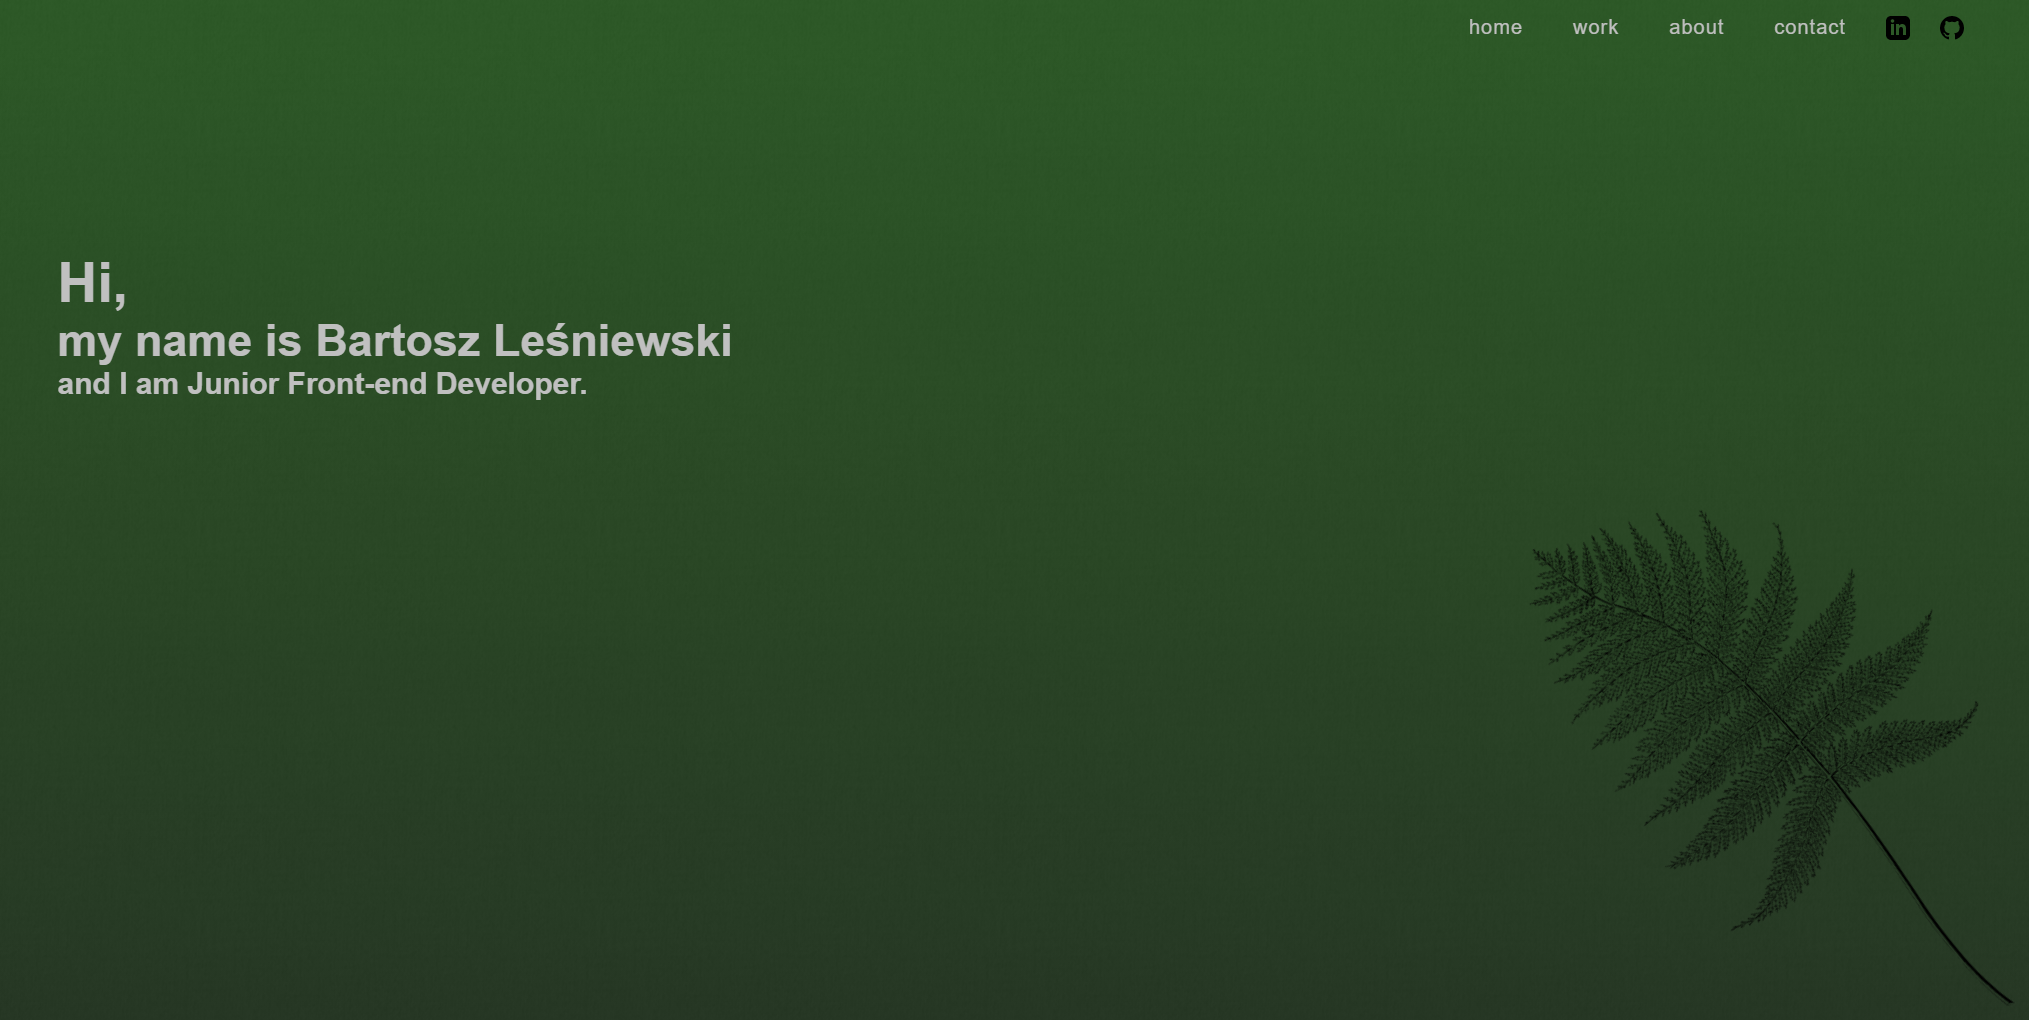 home work about contact in
Hi,
my name is Bartosz Leśniewski
and I am Junior Front-end Developer.